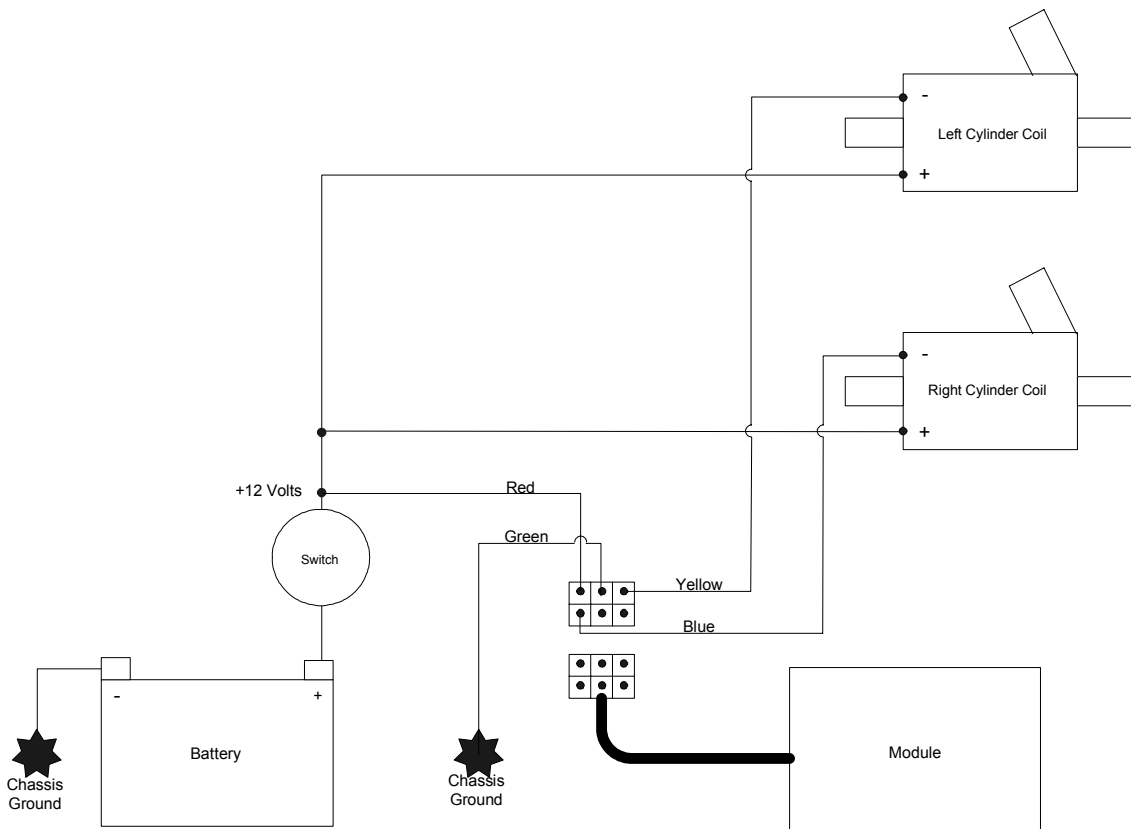 -
Left Cylinder Coil
+
-
Right Cylinder Coil
+
+12 Volts
Red
Green
Switch
Yellow
Blue
-
+
Battery
Module
Chassis
Ground
Chassis
Ground